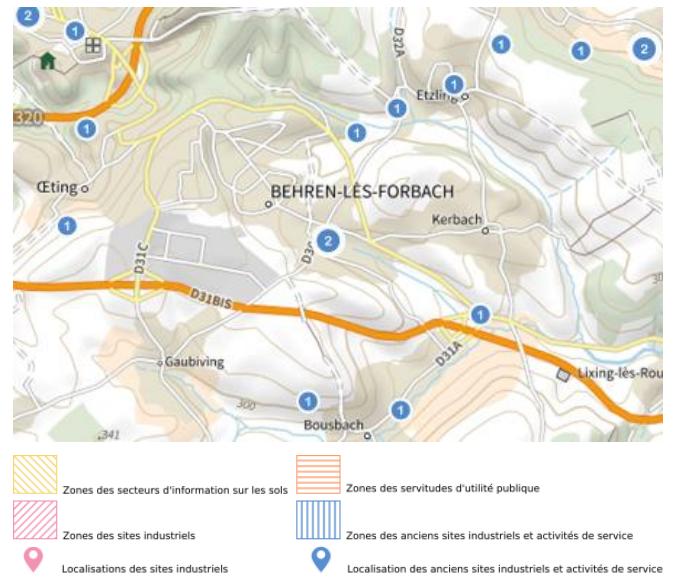 2
1
D32A
1
1
2
Etzling
1
1
320
1
1
Œting
BEHREN-LÈS-FORBACH
Kerbach
1
2
D31C
D31BIS
1
D31A
Gaubiving
Lixing-lès-Rou
300
1
1
341
Bousbach
Zones des secteurs d'information sur les sols
Zones des servitudes d'utilité publique
Zones des sites industriels
Zones des anciens sites industriels et activités de service
Localisations des sites industriels
Localisation des anciens sites industriels et activités de service